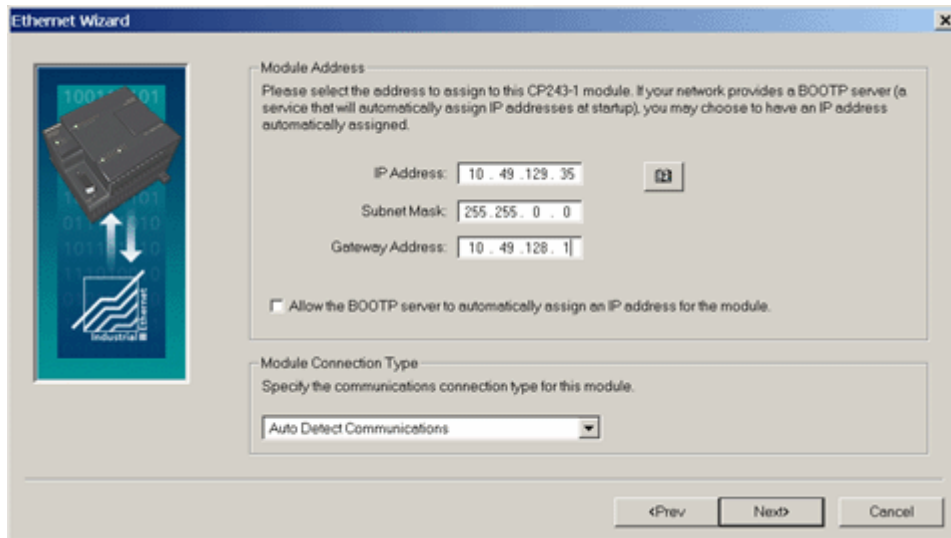 Ethernet Wizard
Module Address
Please select the address to assign to this CP243-1 module. If your network provides a BOOTP server (a
service that will automatically assign IP addresses at startup), you may choose to have an IP address
automatically assigned.
IP Address: 10 . 49 .129. 35
Subnet Mask: 255.255. 0 . 0
Gateway Address: 10 . 49 .128. 1
Allow the BOOTP server to automatically assign an IP address for the module.
Industrial Ethernet
Module Connection Type
Specify the communications connection type for this module.
Auto Detect Communications
<Prev
Next>
Cancel